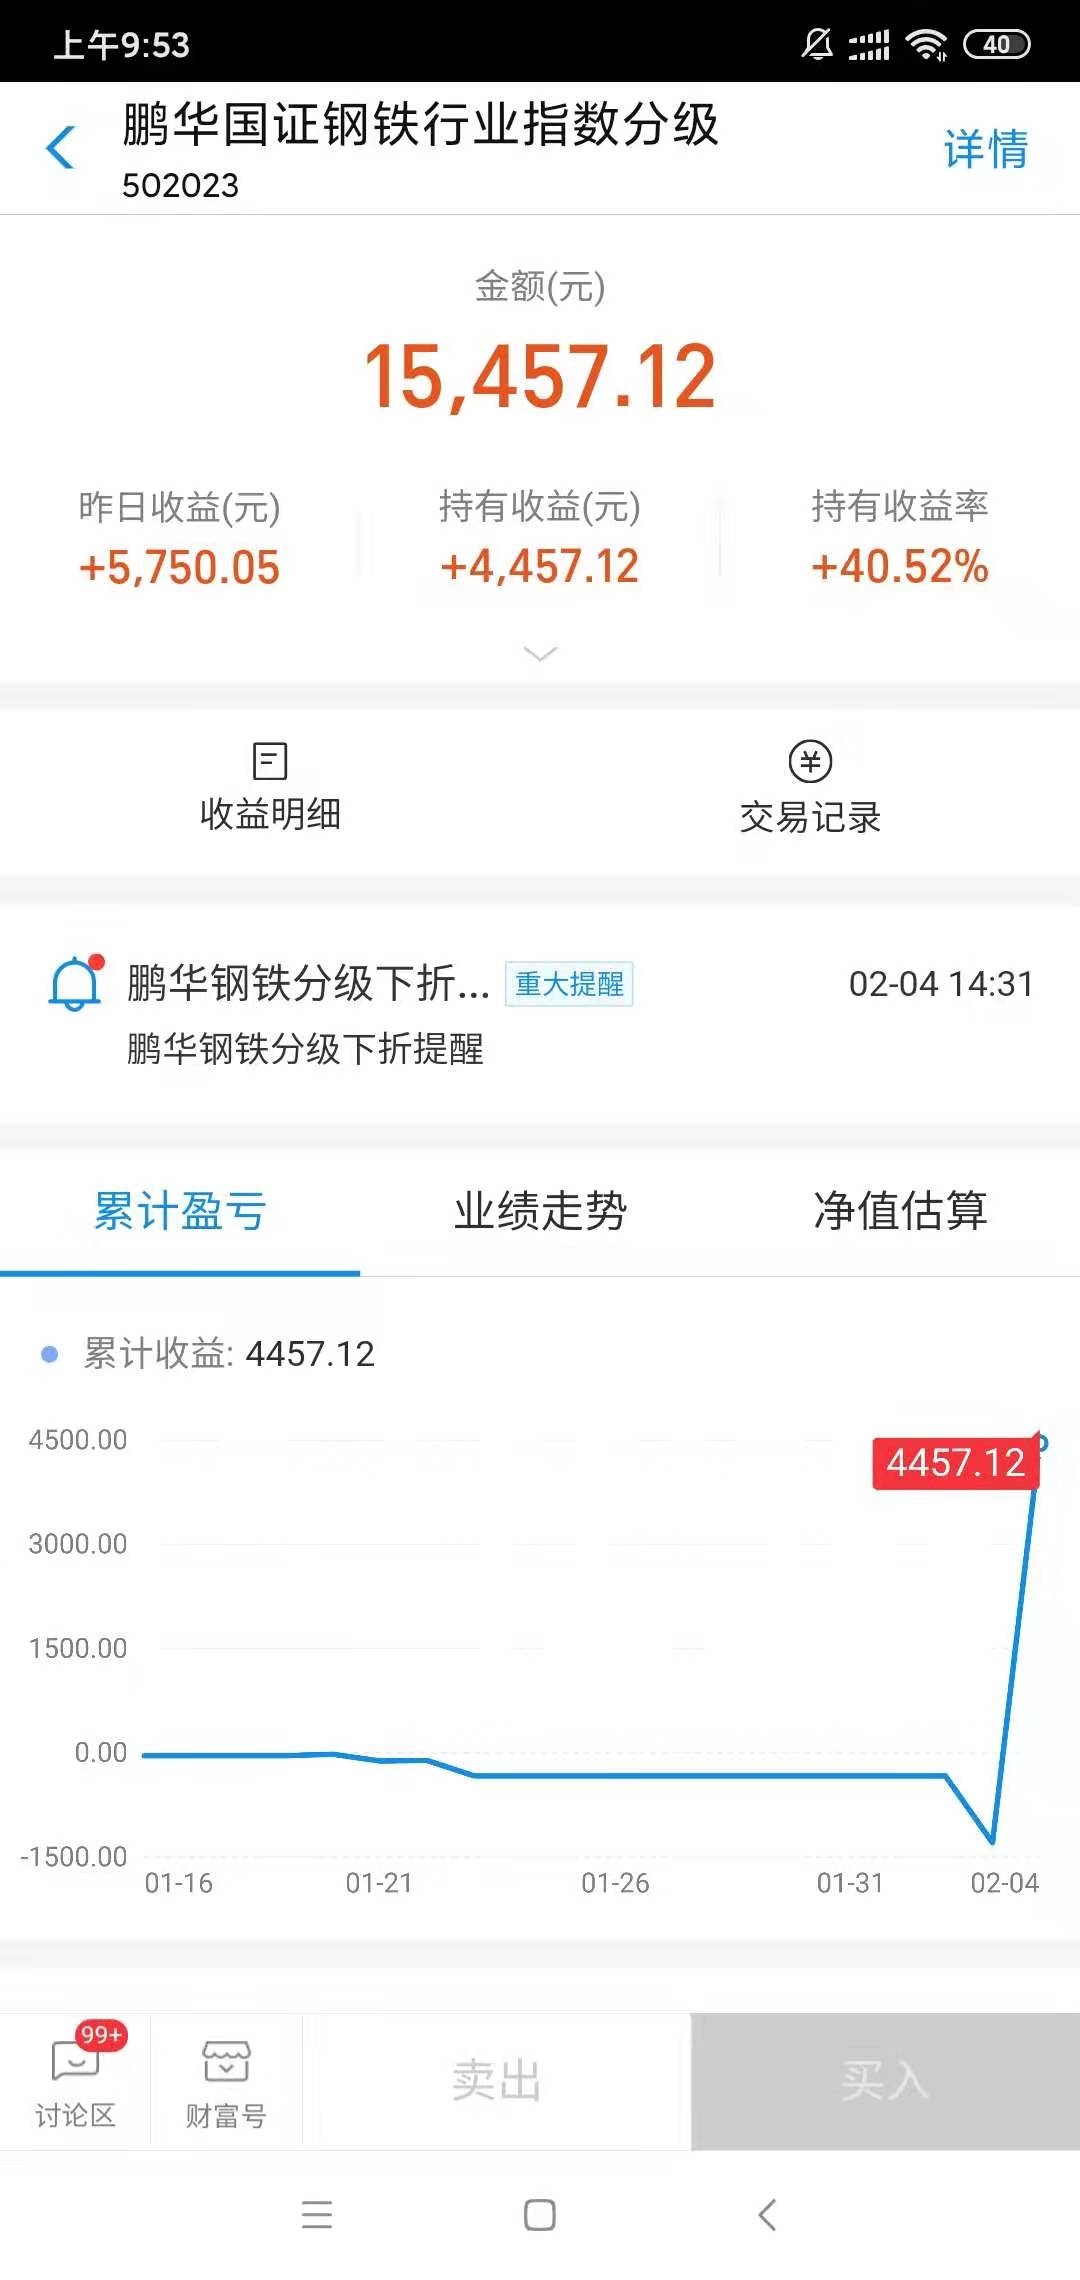 上午9:53
40
鹏华国证钢铁行业指数分级
502023
详情
金额(元)
15,457.12
昨日收益(元)
持有收益(元)
持有收益率
+5,750.05
+4,457.12
+40.52%
收益明细
交易记录
鹏华钢铁分级下折...
重大提醒
02-04 14:31
鹏华钢铁分级下折提醒
累计盈亏
业绩走势
净值估算
累计收益: 4457.12
4500.00
4457.12
3000.00
1500.00
0.00
-1500.00
01-16
01-21
01-26
01-31
02-04
99+
讨论区
财富号
卖出
买入